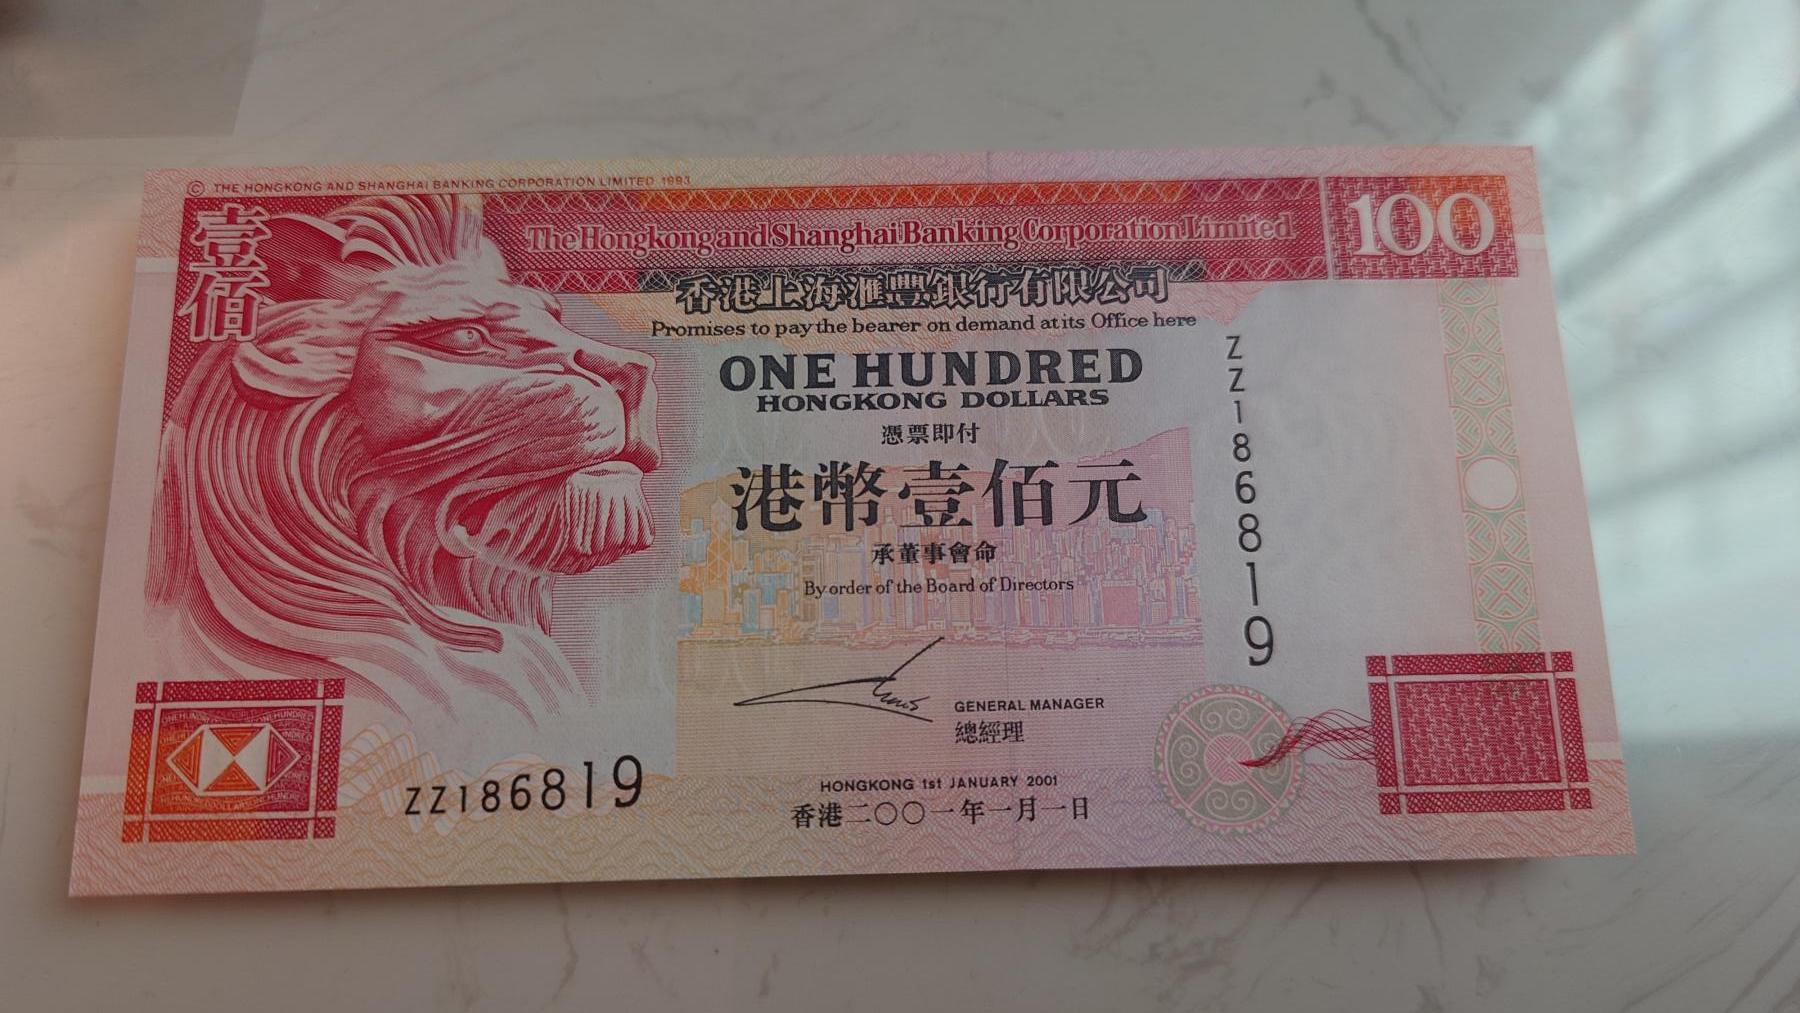 © THE HONGKONG AND SHANGHAI BANKING CORPORATION LIMITED 1993
壹佰
The Hongkong and Shanghai Banking Corporation Limited
100
香港上海滙豐銀行有限公司
Promises to pay the bearer on demand at its Office here
ONE HUNDRED
HONGKONG DOLLARS
憑票即付
港幣壹佰元
承董事會命
By order of the Board of Directors
ZZ186819
GENERAL MANAGER
總經理
ZZ186819
HONGKONG 1st JANUARY 2001
香港二〇〇一年一月一日